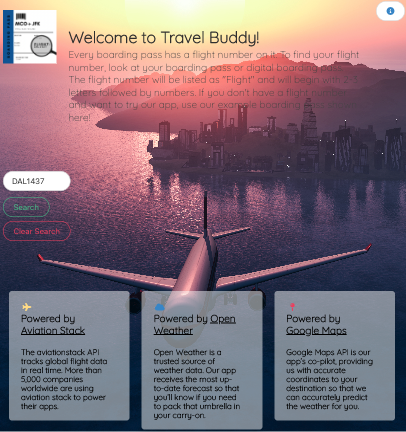 BOARDING PASS
MCO → JFK
FLIGHT
Welcome to Travel Buddy!
Every boarding pass has a flight number on it. To find your flight
number, look at your boarding pass or digital boarding pass.
The flight number will be listed as "Flight" and will begin with 2
letters followed by numbers. If you don't have a flight number
and want to try our app, use our example boarding
here!
DAL1437
Search
Clear Search
Powered by
Aviation Stack
The aviationstack API
tracks global flight data
in real time. More than
5,000 companies
worldwide are using
aviation stack to power
their apps.
Powered by Open
Weather
Open Weather is a
trusted source of
weather data. Our app
receives the most up-
to-date forecast so that
you'll know if you need
to pack that umbrella in
your carry-on.
Powered by
Google Maps
Google Maps API is our
app's co-pilot, providing
us with accurate
coordinates to your
destination so that we
can accurately predict
the weather for you.